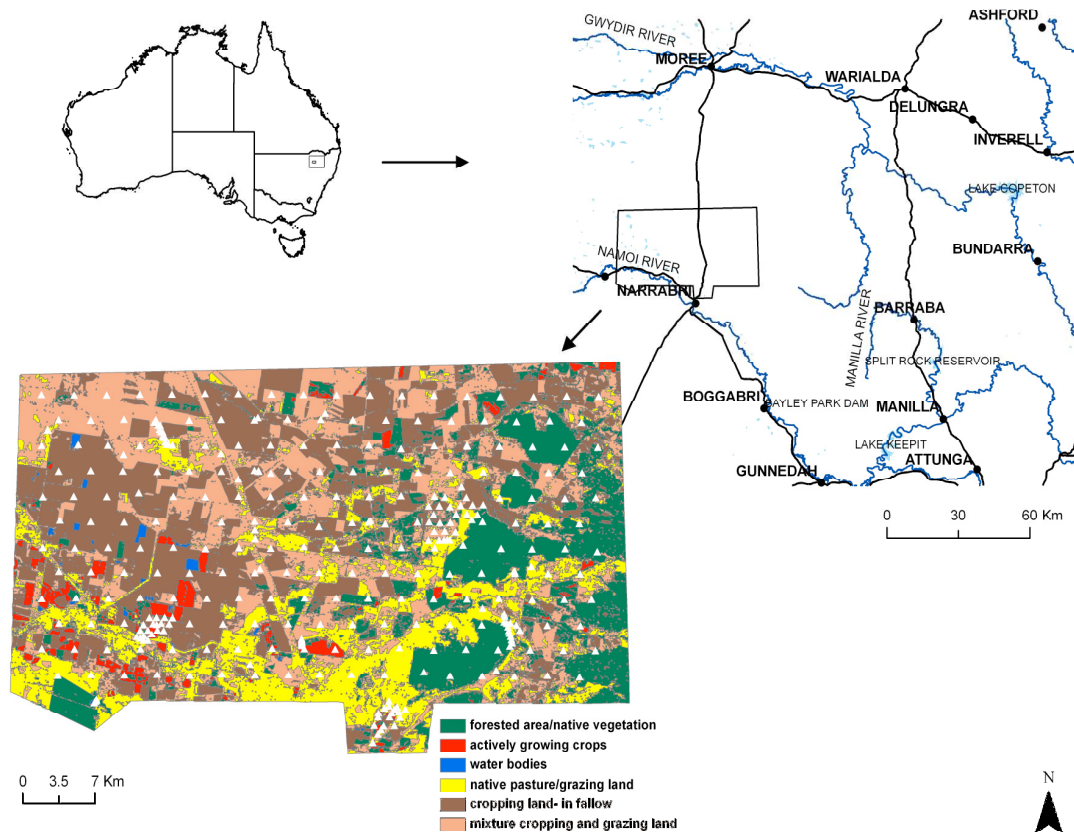 ASHFORD
GWYDIR RIVER
MOREE
WARIALDA
DELUNGRA
INVERELL
LAKE COPETON
BUNDARRA
NAMOI RIVER
NARRABRI
BARRABA
MANILLA RIVER
SPLIT ROCK RESERVOIR
BOGGABRI
GAYLEY PARK DAM
MANILLA
LAKE KEEPIT
ATTUNGA
GUNNEDAH
0 30 60 Km
forested area/native vegetation
actively growing crops
water bodies
native pasture/grazing land
cropping land- in fallow
mixture cropping and grazing land
0 3.5 7 Km
N